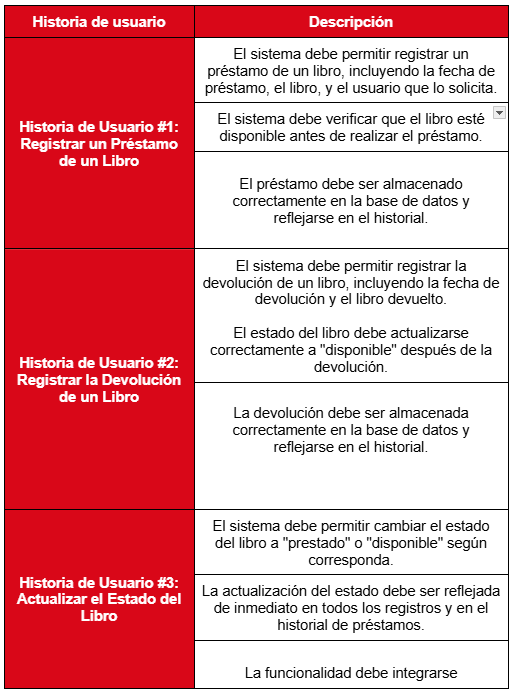 Historia de usuario
Descripción
Historia de Usuario #1:
Registrar un Préstamo
de un Libro
El sistema debe permitir registrar un
préstamo de un libro, incluyendo la fecha de
préstamo, el libro, y el usuario que lo solicita.
El sistema debe verificar que el libro esté
disponible antes de realizar el préstamo.
El préstamo debe ser almacenado
correctamente en la base de datos y
reflejarse en el historial.
Historia de Usuario #2:
Registrar la Devolución
de un Libro
El sistema debe permitir registrar la
devolución de un libro, incluyendo la fecha de
devolución y el libro devuelto.
El estado del libro debe actualizarse
correctamente a "disponible" después de la
devolución.
La devolución debe ser almacenada
correctamente en la base de datos y
reflejarse en el historial.
Historia de Usuario #3:
Actualizar el Estado del
Libro
El sistema debe permitir cambiar el estado
del libro a "prestado" o "disponible" según
corresponda.
La actualización del estado debe ser reflejada
de inmediato en todos los registros y en el
historial de préstamos.
La funcionalidad debe integrarse